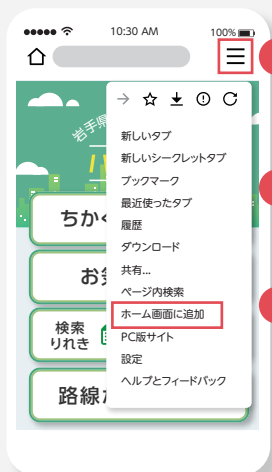 10:30 AM
100%
岩手県
新しいタブ
新しいシークレットタブ
ブックマーク
最近使ったタブ
履歴
ダウンロード
共有...
ページ内検索
ホーム画面に追加
PC版サイト
設定
ヘルプとフィードバック
ちか
お
検索
りれき
路線